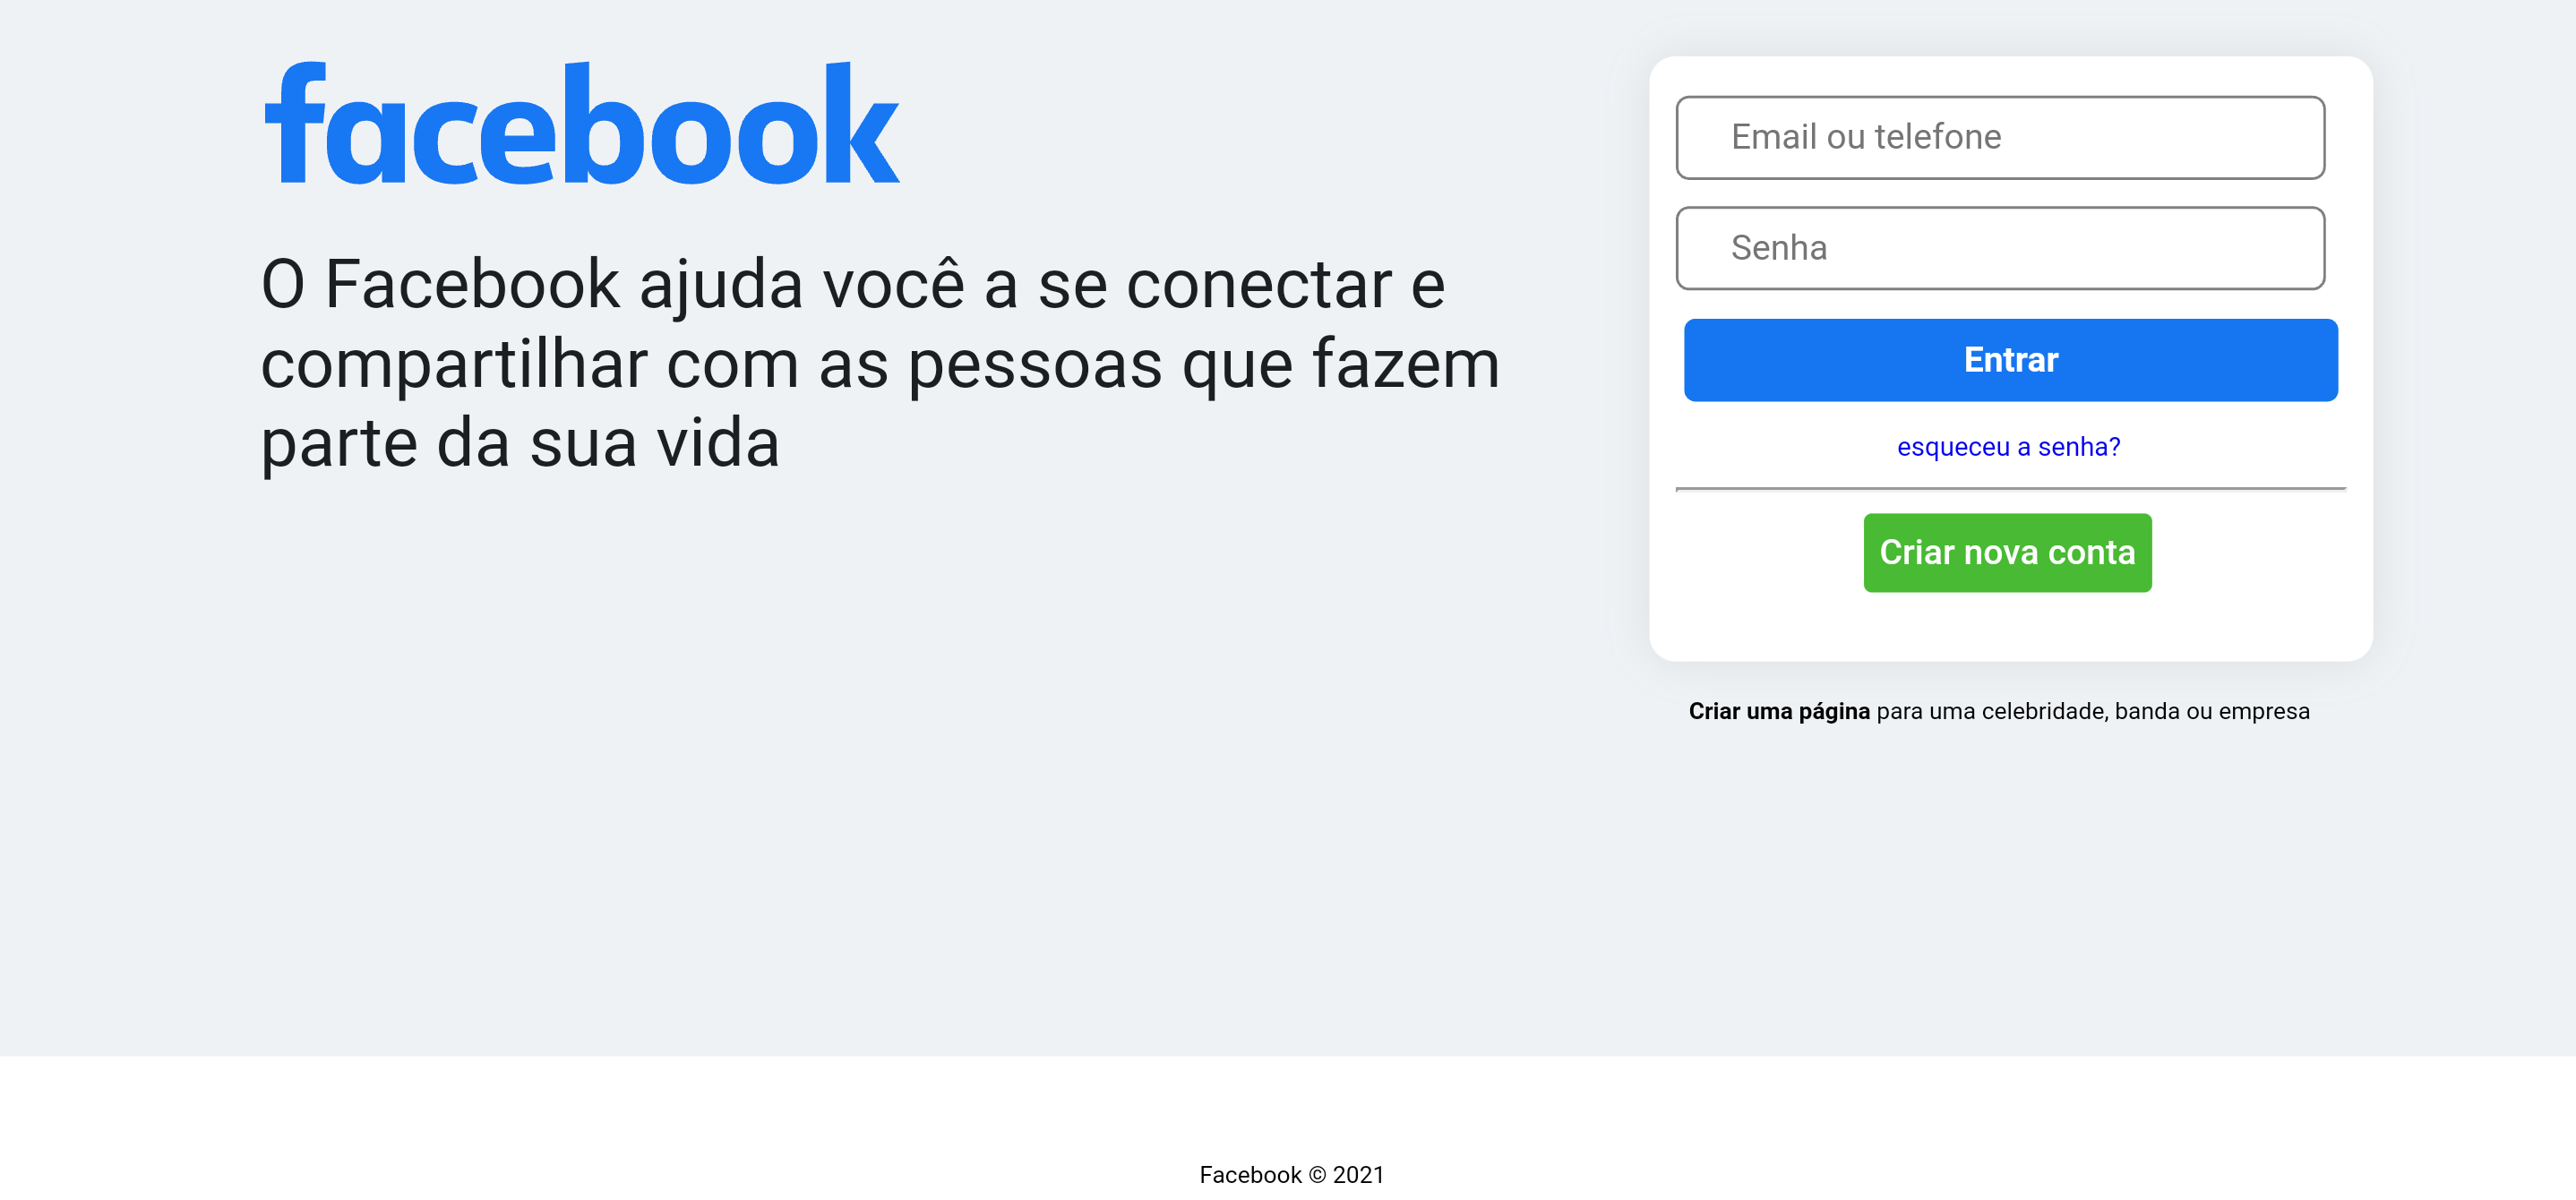 facebook
O Facebook ajuda você a se conectar e
compartilhar com as pessoas que fazem
parte da sua vida
Email ou telefone
Senha
Entrar
esqueceu a senha?
Criar nova conta
Criar uma página para uma celebridade, banda ou empresa
Facebook © 2021